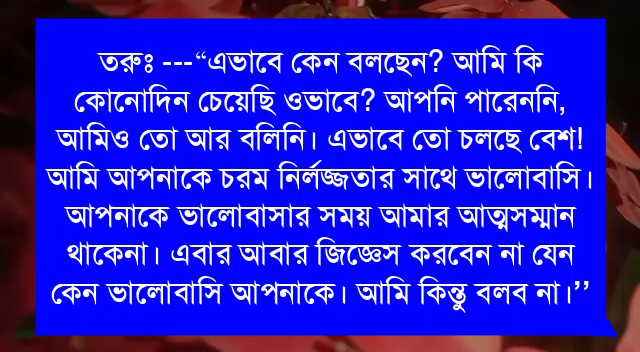 তরুঃ ---“এভাবে কেন বলছেন? আমি কি
কোনোদিন চেয়েছি ওভাবে? আপনি পারেননি,
আমিও তো আর বলিনি। এভাবে তো চলছে বেশ!
আমি আপনাকে চরম নির্লজ্জতার সাথে ভালোবাসি।
আপনাকে ভালোবাসার সময় আমার আত্মসম্মান
থাকেনা। এবার আবার জিজ্ঞেস করবেন না যেন
কেন ভালোবাসি আপনাকে। আমি কিন্তু বলব না।’’